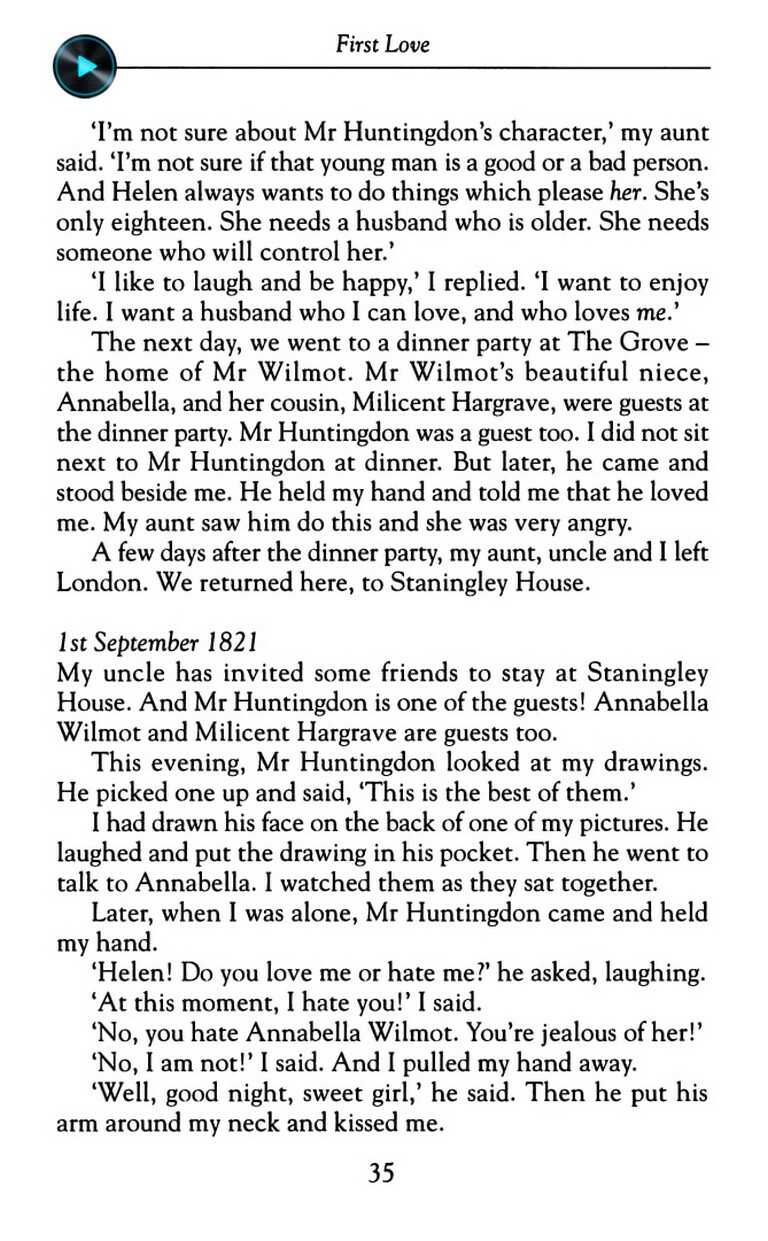 First Love
‘I’m not sure about Mr Huntingdon’s character,’ my aunt
said. ‘I’m not sure if that young man is a good or a bad person.
And Helen always wants to do things which please her. She’s
only eighteen. She needs a husband who is older. She needs
someone who will control her.’
‘I like to laugh and be happy,’ I replied. ‘I want to enjoy
life. I want a husband who I can love, and who loves me.’
The next day, we went to a dinner party at The Grove –
the home of Mr Wilmot. Mr Wilmot’s beautiful niece,
Annabella, and her cousin, Milicent Hargrave, were guests at
the dinner party. Mr Huntingdon was a guest too. I did not sit
next to Mr Huntingdon at dinner. But later, he came and
stood beside me. He held my hand and told me that he loved
me. My aunt saw him do this and she was very angry.
A few days after the dinner party, my aunt, uncle and I left
London. We returned here, to Staningley House.
1st September 1821
My uncle has invited some friends to stay at Staningley
House. And Mr Huntingdon is one of the guests! Annabella
Wilmot and Milicent Hargrave are guests too.
This evening, Mr Huntingdon looked at my drawings.
He picked one up and said, ‘This is the best of them.’
I had drawn his face on the back of one of my pictures. He
laughed and put the drawing in his pocket. Then he went to
talk to Annabella. I watched them as they sat together.
Later, when I was alone, Mr Huntingdon came and held
my hand.
‘Helen! Do you love me or hate me?’ he asked, laughing.
‘At this moment, I hate you!’ I said.
‘No, you hate Annabella Wilmot. You’re jealous of her!’
‘No, I am not!’ I said. And I pulled my hand away.
‘Well, good night, sweet girl,’ he said. Then he put his
arm around my neck and kissed me.
35